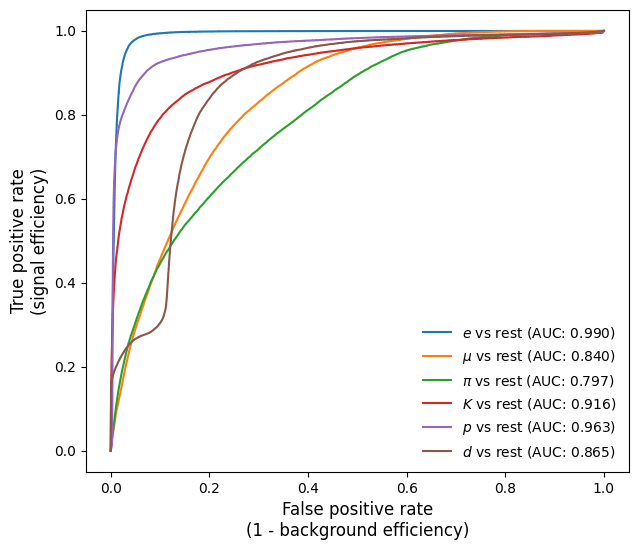 True positive rate
(signal efficiency)
1.0
0.8
0.6
0.4
0.2
0.0
e vs rest (AUC: 0.990)
μ vs rest (AUC: 0.840)
π vs rest (AUC: 0.797)
K vs rest (AUC: 0.916)
p vs rest (AUC: 0.963)
d vs rest (AUC: 0.865)
0.0 0.2 0.4 0.6 0.8 1.0
False positive rate
(1 - background efficiency)